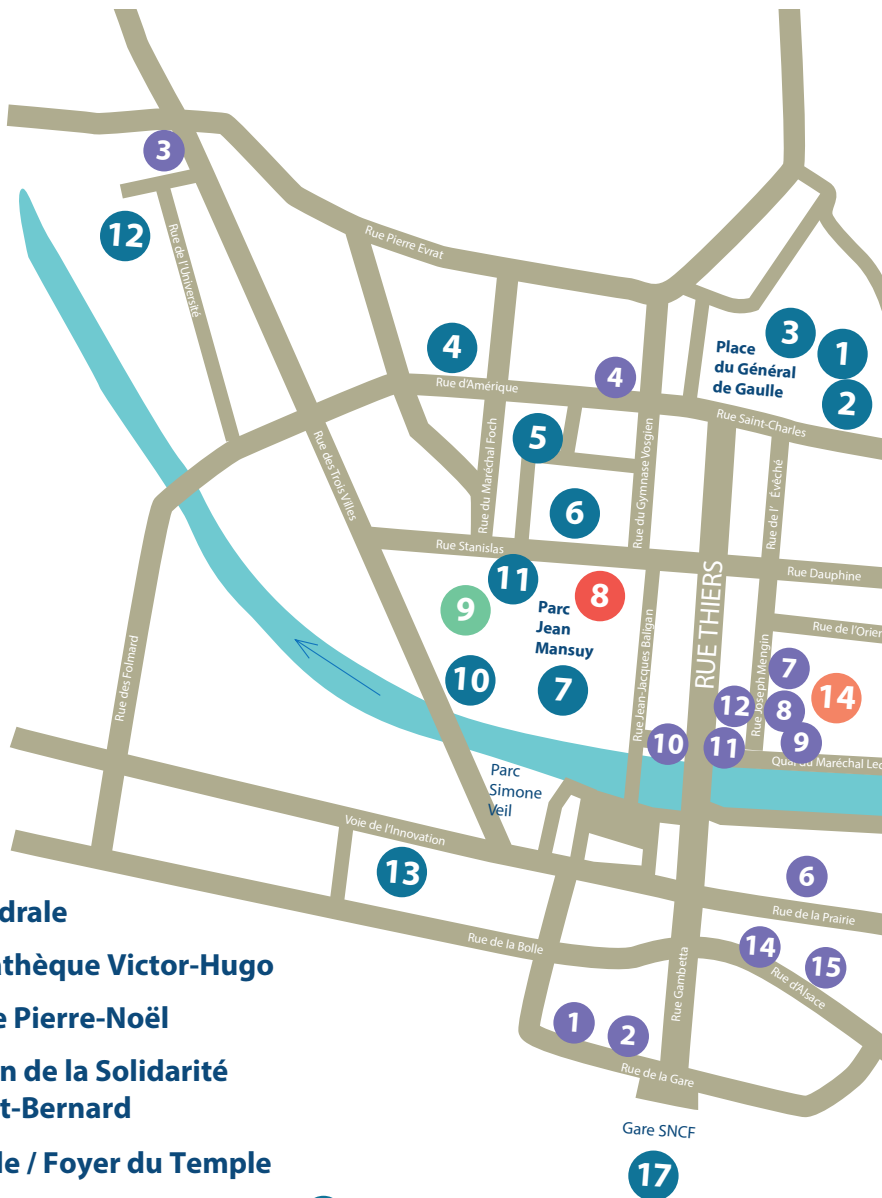 3
12
Rue de l'Université
Rue Pierre Evrat
4
Rue d'Amérique
4
3
1
2
Place
du Général
de Gaulle
Rue Saint-Charles
Rue des Trois Villes
Rue du Maréchal Foch
5
6
Rue du Gymnase Vosgien
Rue de l' Évêché
Rue Stanislas
Rue Dauphine
11
9
8
Parc
Jean
Mansuy
10
7
Rue Jean-Jacques Baligan
RUE THIERS
Rue Joseph Mengin
Rue de l'Orien
7
14
12
8
9
10
11
Quai du Maréchal Lec
Rue des Folmard
Parc
Simone
Veil
Voie de l'Innovation
13
6
Rue de la Prairie
Rue de la Bolle
14
15
Rue d'Alsace
Rue Gambetta
1
2
Rue de la Gare
Gare SNCF
17
drale
thèque Victor-Hugo
e Pierre-Noël
n de la Solidarité
t-Bernard
le / Foyer du Temple